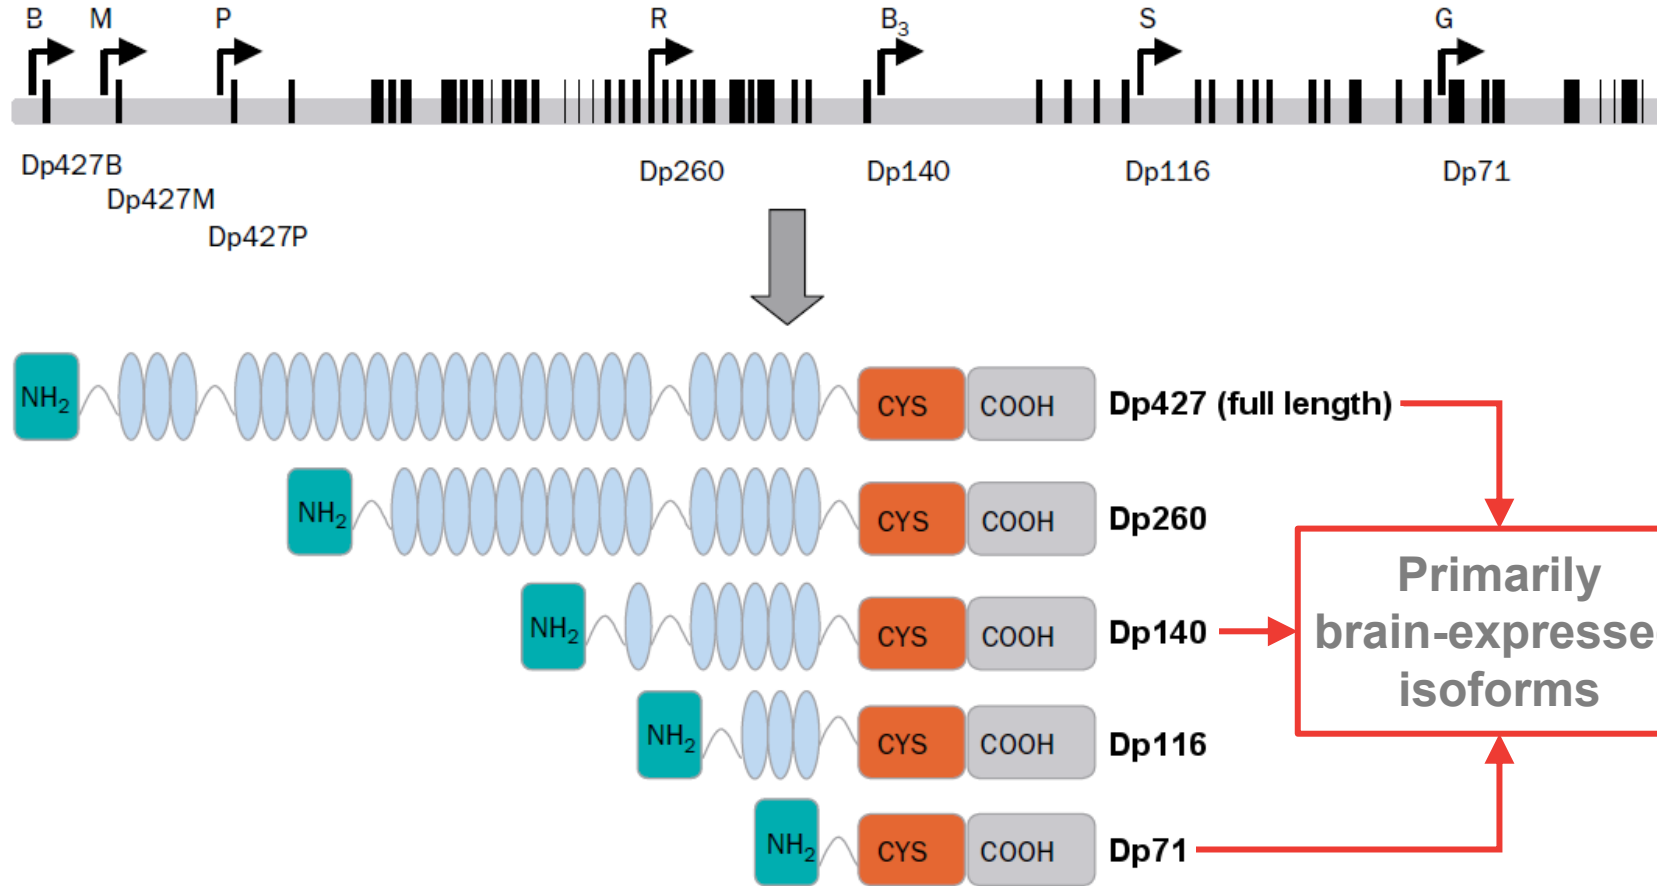 B M P R B₃ S G
Dp427B
Dp427M
Dp427P
Dp260
Dp140
Dp116
Dp71
NH₂ CYS COOH Dp427 (full length)
NH₂ CYS COOH Dp260
NH₂ CYS COOH Dp140
NH₂ CYS COOH Dp116
NH₂ CYS COOH Dp71
Primarily
brain-expresse
isoforms